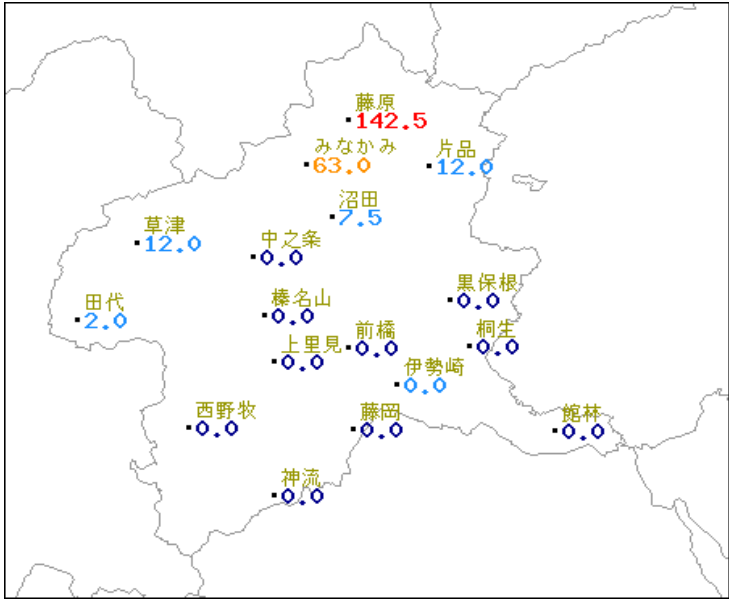 藤原
142.5
みなかみ
63.0
片品
12.0
沼田
7.5
草津
12.0
中之条
0.0
黒保根
0.0
榛名山
0.0
田代
2.0
前橋
0.0
桐生
0.0
上里見
0.0
伊勢崎
0.0
西野牧
0.0
藤岡
0.0
館林
0.0
神流
0.0